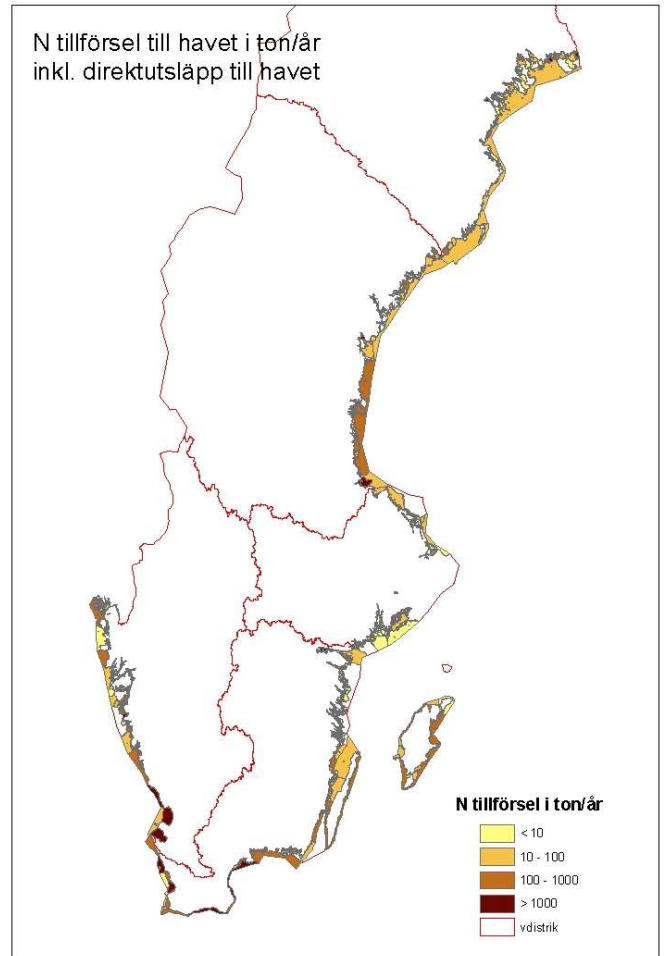 N tillförsel till havet i ton/år
inkl. direktutsläpp till havet
N tillförsel i ton/år
< 10
10 - 100
100 - 1000
> 1000
vdistrik